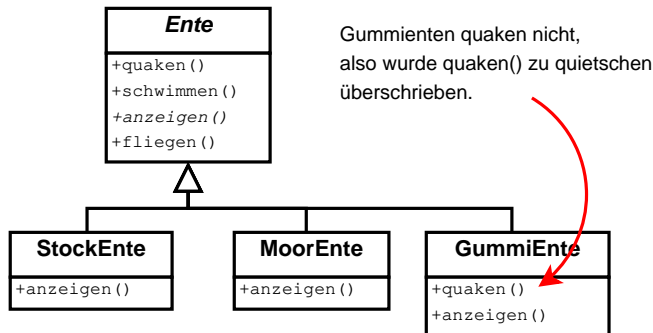 Ente
+quaken()
+schwimmen()
+anzeigen()
+fliegen()
Gummienten quaken nicht,
also wurde quaken() zu quietschen
überschrieben.
StockEnte
+anzeigen()
MoorEnte
+anzeigen()
GummiEnte
+quaken()
+anzeigen()